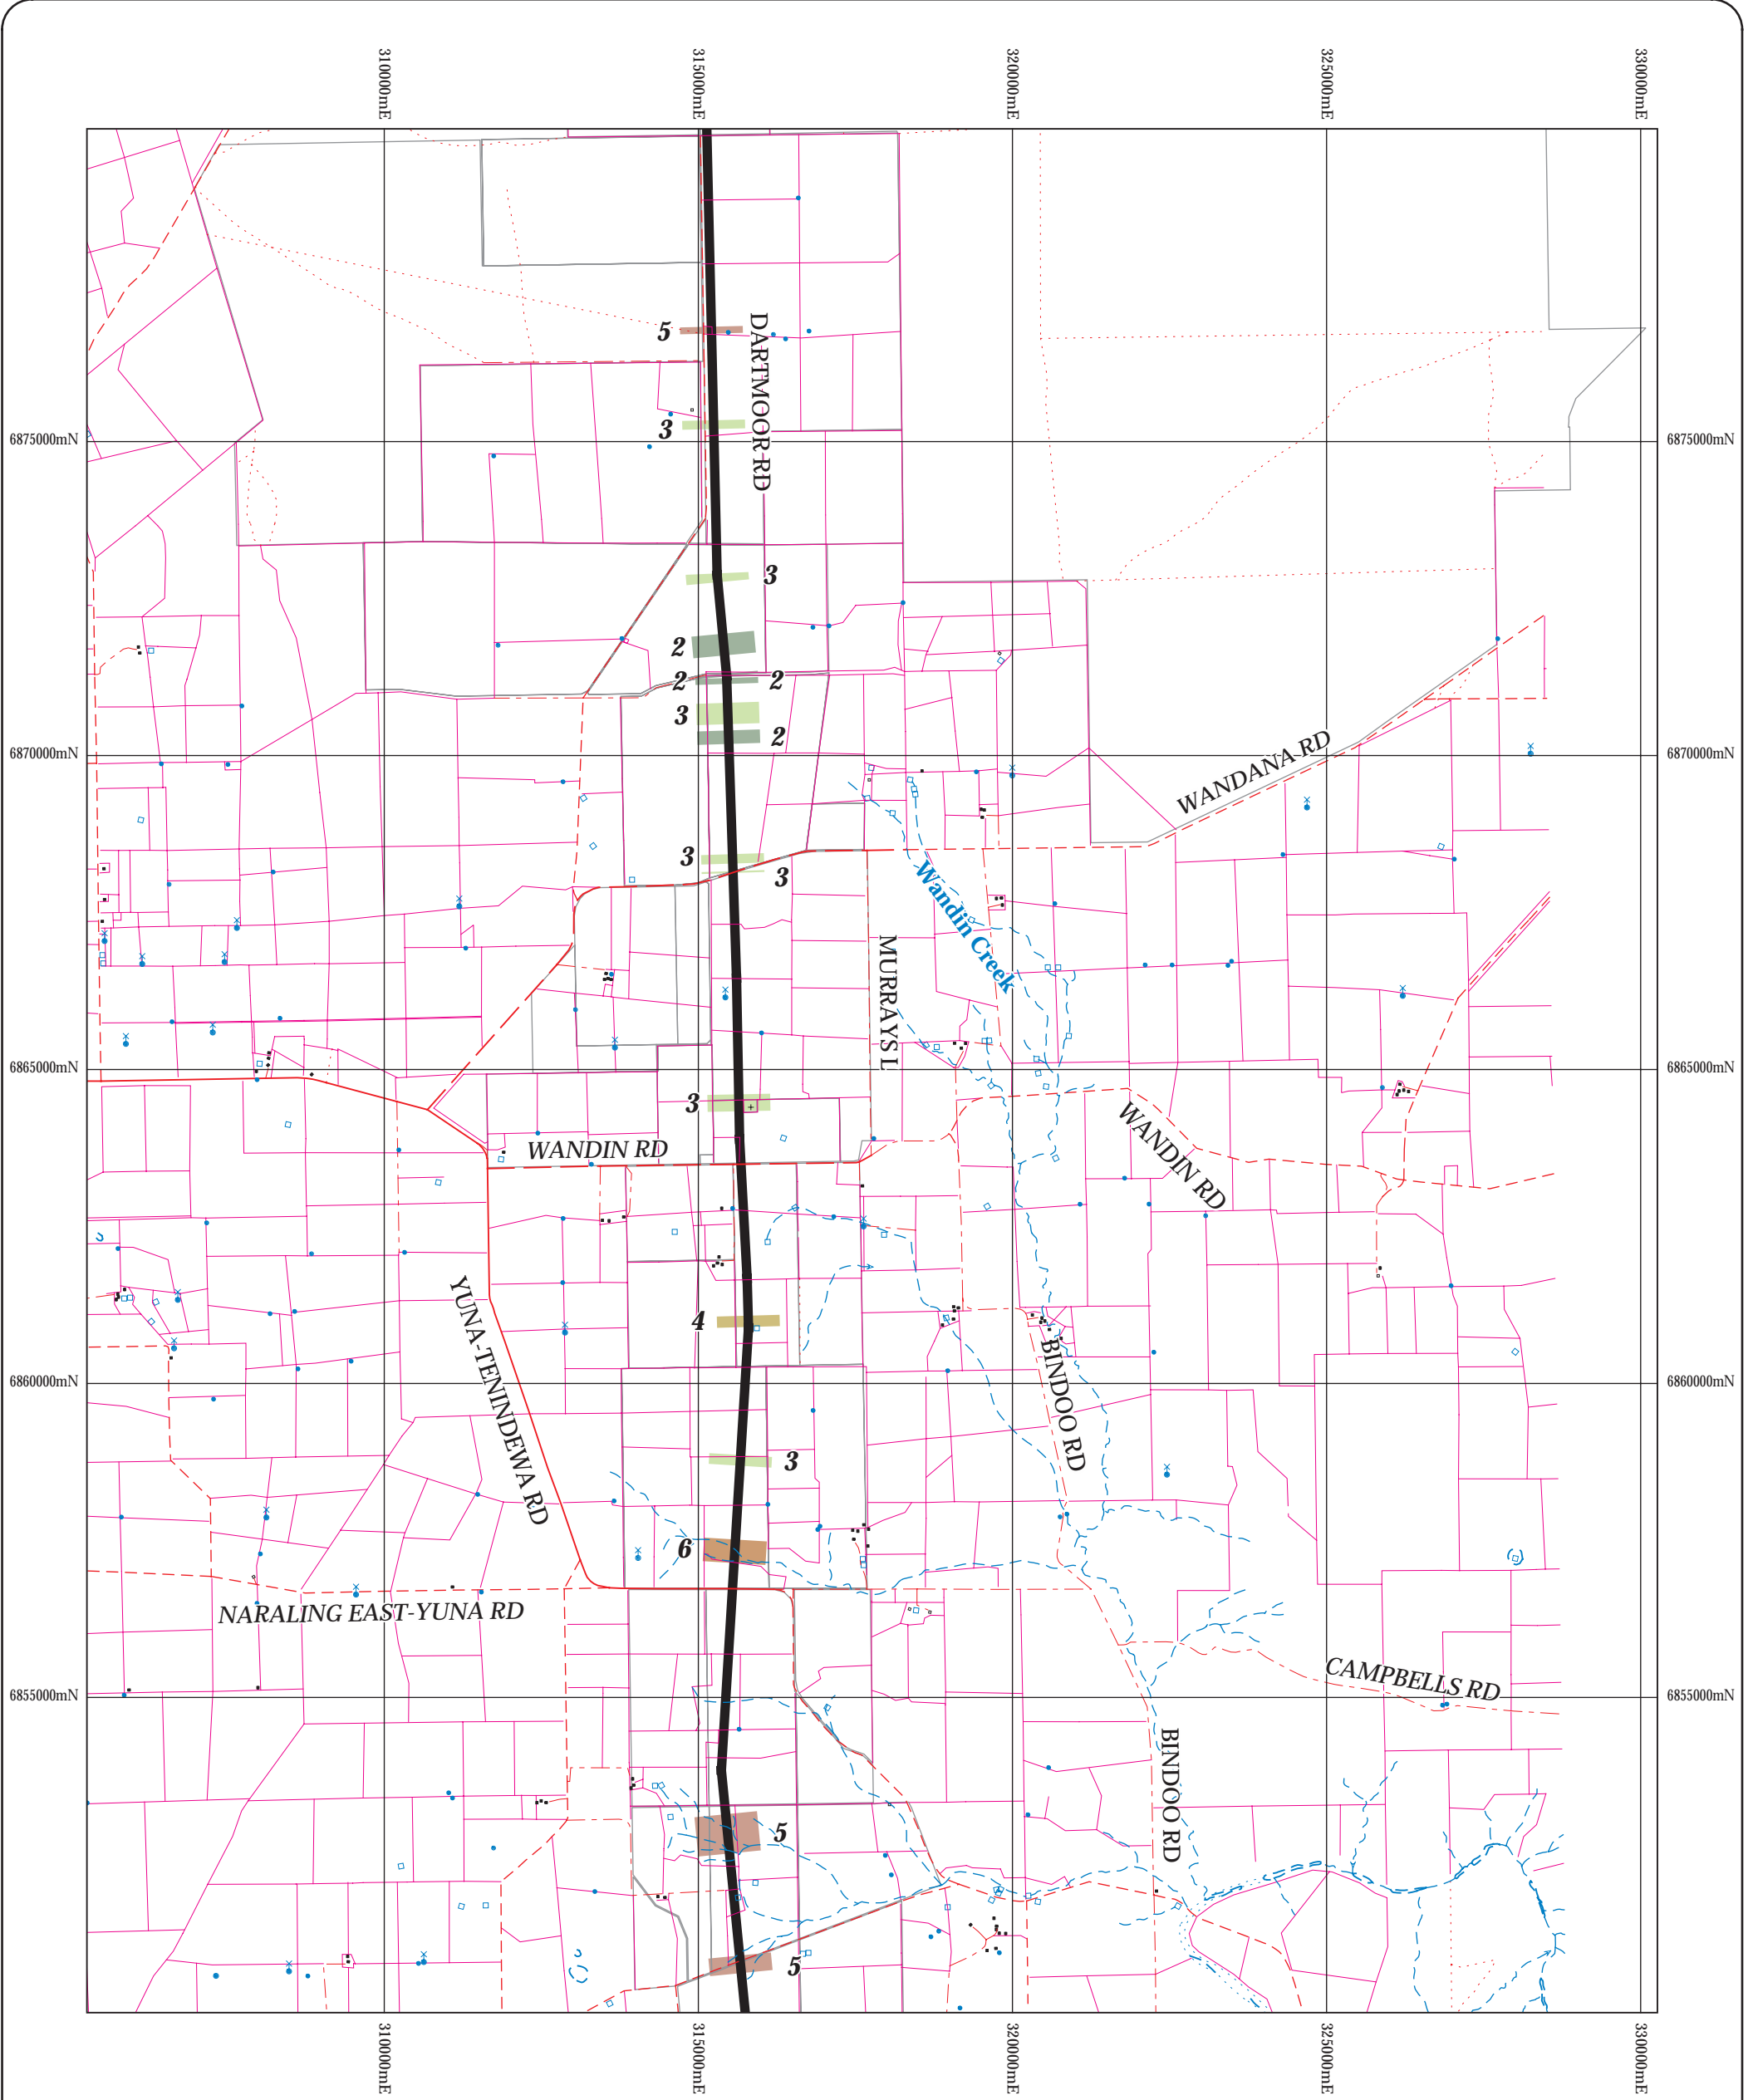 310000mE
315000mE
320000mE
325000mE
330000mE
5
DARTMOOR RD
3
6875000mN
6875000mN
3
2
2
2
3
2
6870000mN
6870000mN
WANDANA RD
3
3
Wandin Creek
MURRAYS L
6865000mN
6865000mN
3
WANDIN RD
WANDIN RD
4
YUNA-TENINDEWA RD
BINDOO RD
6860000mN
6860000mN
3
6
NARALING EAST-YUNA RD
CAMPBELLS RD
6855000mN
6855000mN
BINDOO RD
5
5
310000mE
315000mE
320000mE
325000mE
330000mE